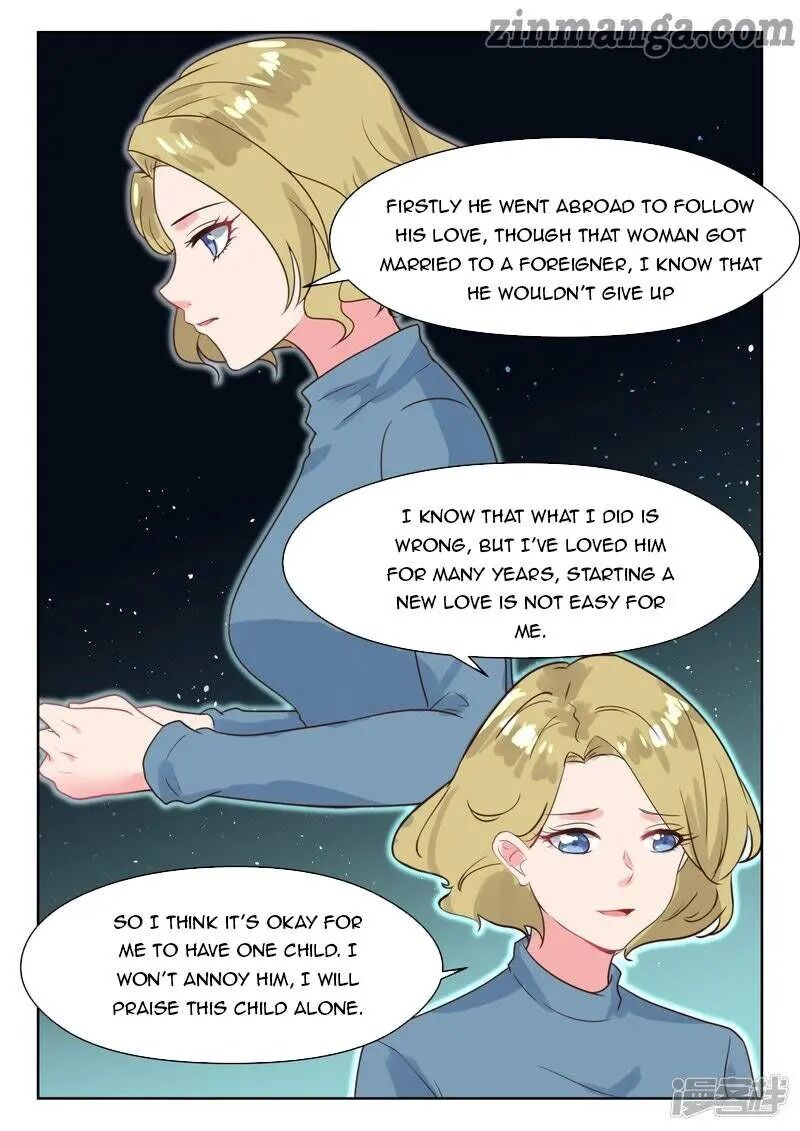 zinmanga.com
FIRSTLY HE WENT ABROAD TO FOLLOW
HIS LOVE, THOUGH THAT WOMAN GOT
MARRIED TO A FOREIGNER, I KNOW THAT
HE WOULDN'T GIVE UP
I KNOW THAT WHAT I DID IS
WRONG, BUT I'VE LOVED HIM
FOR MANY YEARS, STARTING A
NEW LOVE IS NOT EASY FOR
ME.
SO I THINK IT'S OKAY FOR
ME TO HAVE ONE CHILD. I
WON'T ANNOY HIM, I WILL
PRAISE THIS CHILD ALONE.
漫客栈